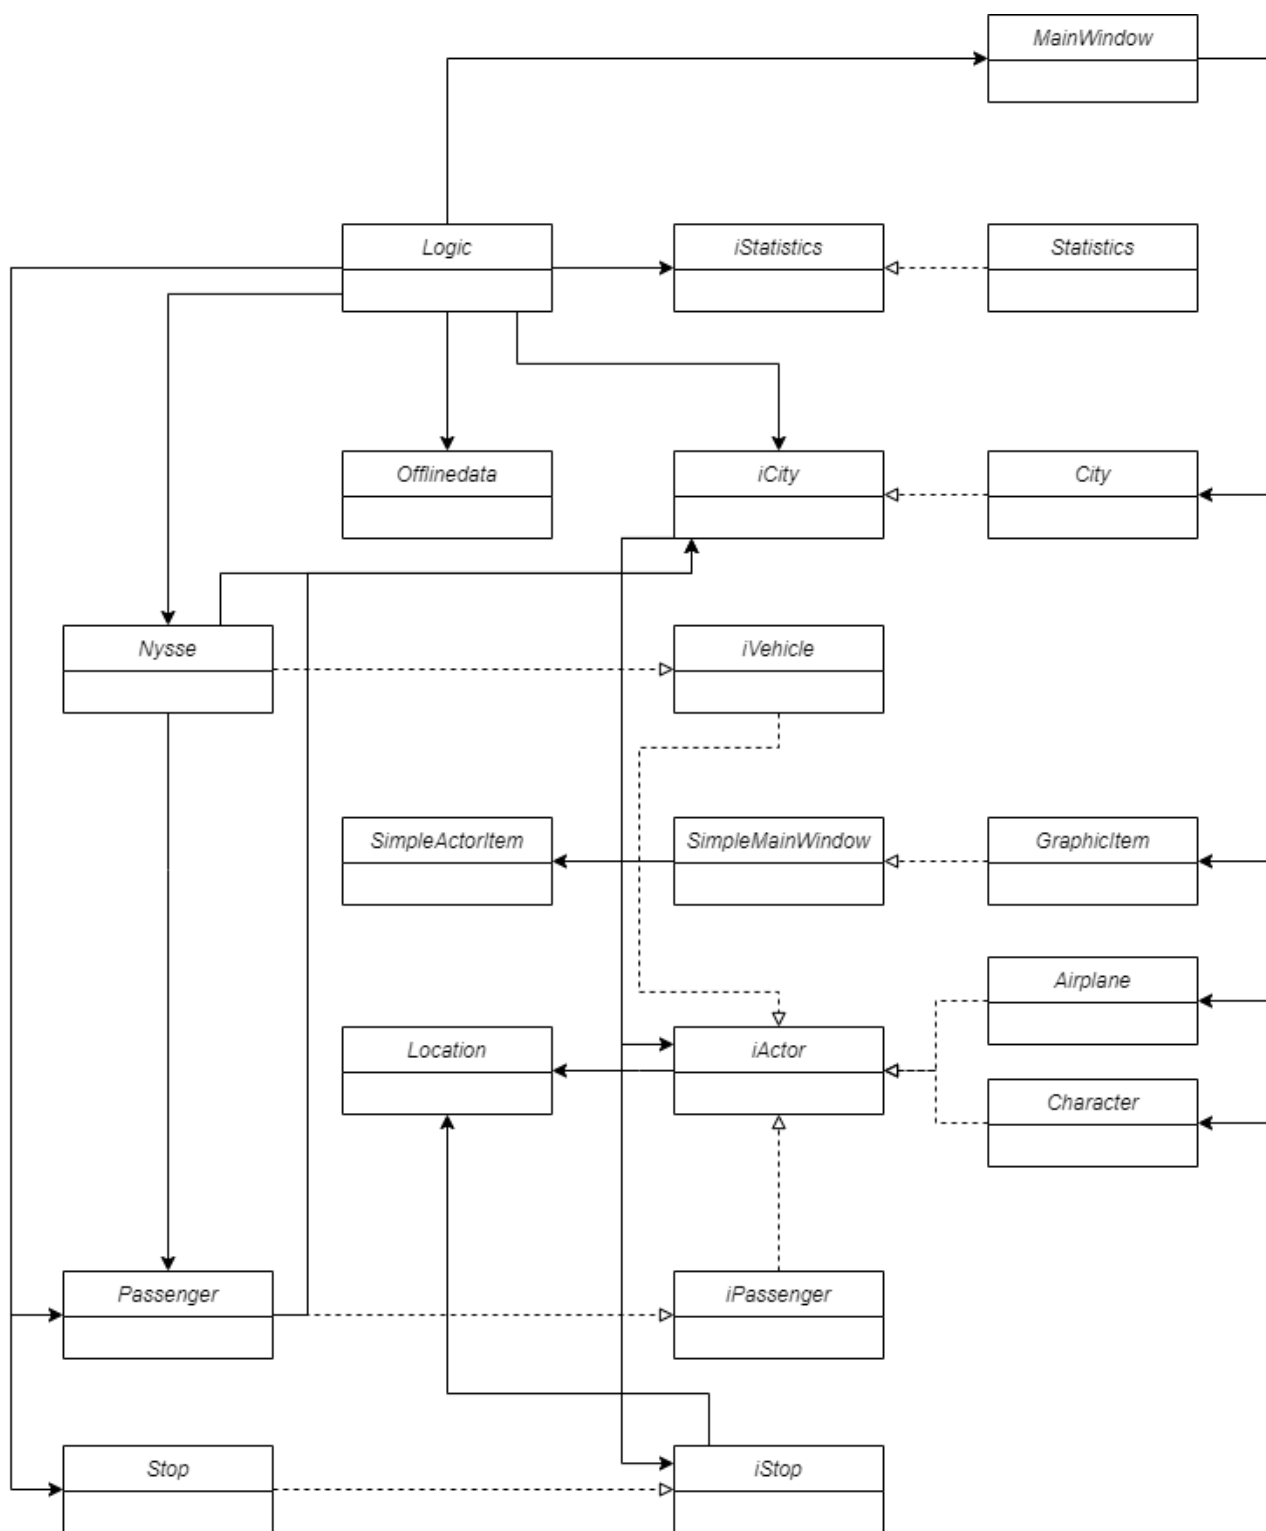 MainWindow
Logic
iStatistics
Statistics
Offlinedata
iCity
City
Nysse
iVehicle
SimpleActorItem
SimpleMainWindow
GraphicItem
Airplane
Location
iActor
Character
Passenger
iPassenger
Stop
iStop